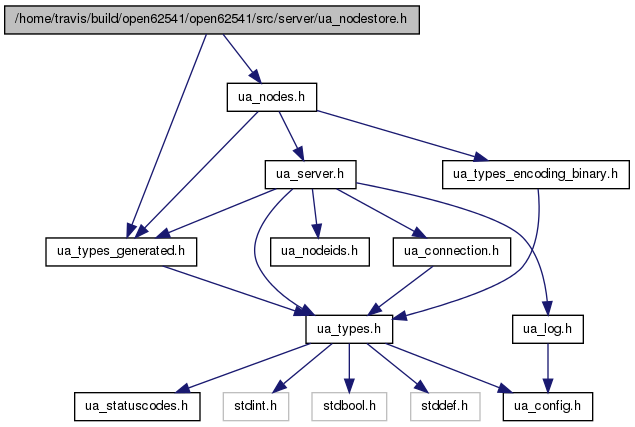 /home/travis/build/open62541/open62541/src/server/ua_nodestore.h
ua_nodes.h
ua_server.h
ua_types_encoding_binary.h
ua_types_generated.h
ua_nodeids.h
ua_connection.h
ua_types.h
ua_log.h
ua_statuscodes.h
stdint.h
stdbool.h
stddef.h
ua_config.h